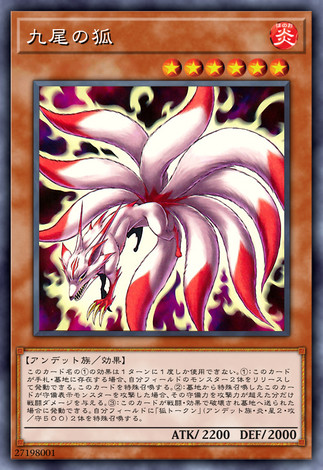 九尾の狐
炎
【アンデット族／効果】
このカード名の①の効果は１ターンに１度しか使用できない。①：このカード
が手札・墓地に存在する場合、自分フィールドのモンスター２体をリリースし
て発動できる。このカードを特殊召喚する。②：墓地から特殊召喚したこのカー
ドが守備表示モンスターを攻撃した場合、その守備力を攻撃力が超えた分だけ
戦闘ダメージを与える。③：このカードが戦闘・効果で破壊され墓地へ送られた
場合に発動できる。自分フィールドに「狐トークン」（アンデット族・炎・星２・攻
／守５００）２体を特殊召喚する。
ATK/ 2200 DEF/2000
27198001